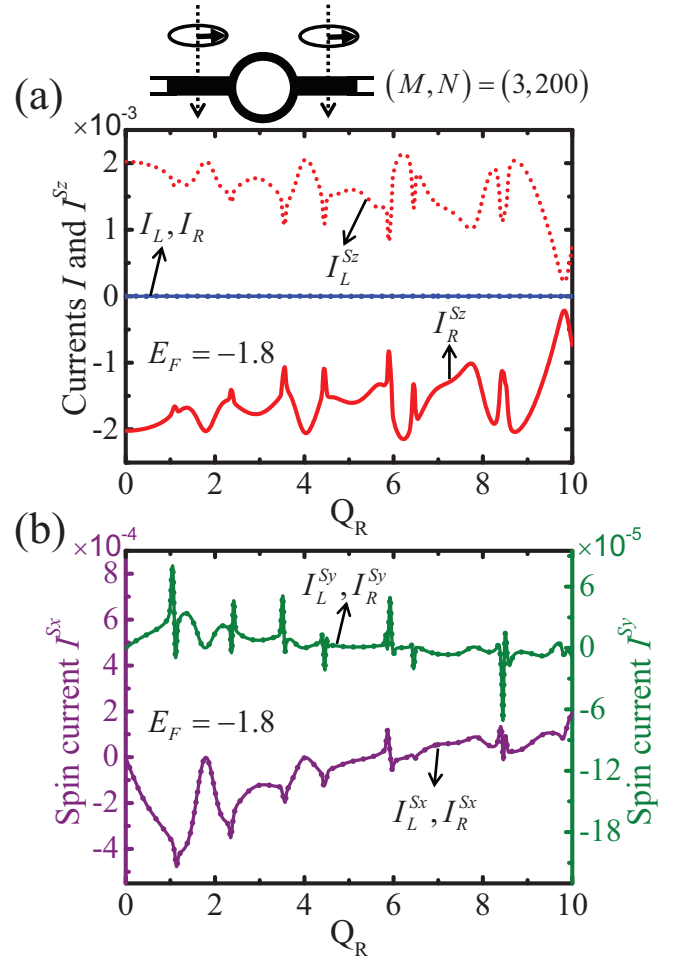 (a)
(M, N) = (3,200)
×10⁻³
2
1
0
-1
-2
Currents I and I^{Sz}
I_L, I_R
I_L^{Sz}
I_R^{Sz}
E_F = −1.8
0 2 4 6 8 10
Q_R
(b)
×10⁻⁴
×10⁻⁵
8
6
4
2
0
-2
-4
Spin current I^{Sx}
I_L^{Sy}, I_R^{Sy}
E_F = −1.8
I_L^{Sx}, I_R^{Sx}
6
0
-6
-12
-18
Spin current I^{Sy}
0 2 4 6 8 10
Q_R